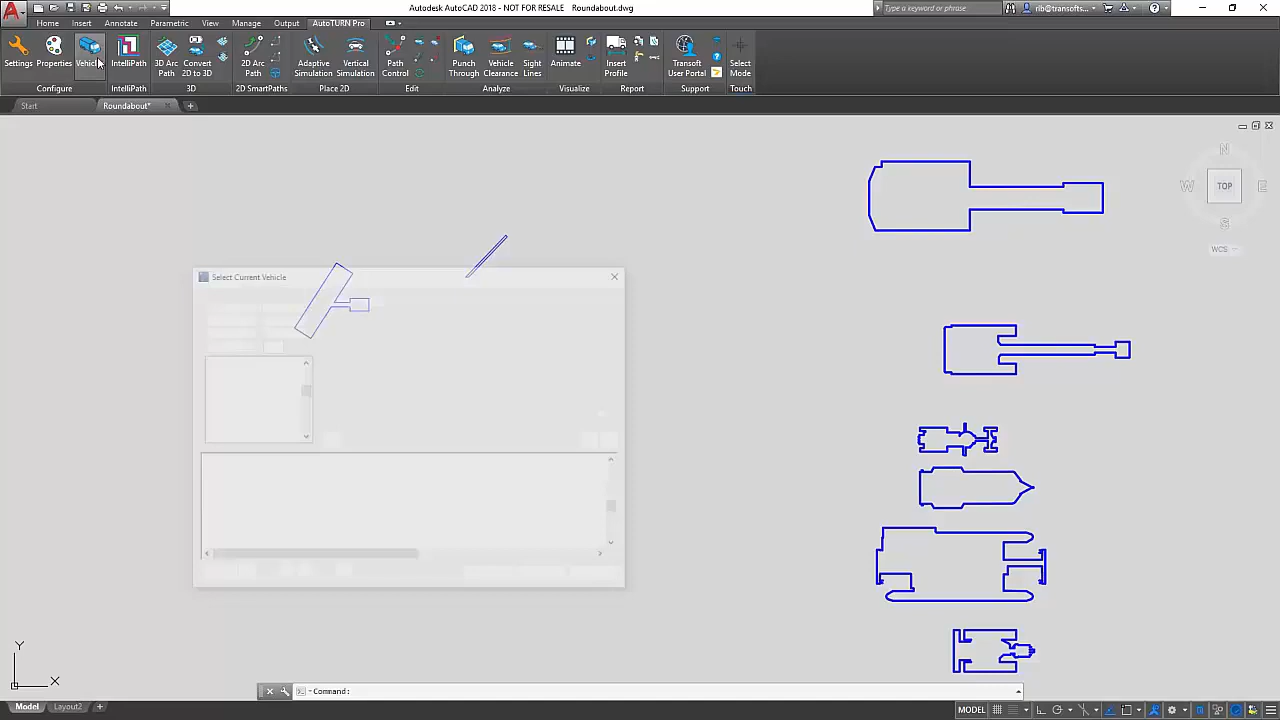 Autodesk AutoCAD 2018 - NOT FOR RESALE Roundabout.dwg
Type a keyword or phrase
rib@transofts...
Home Insert Annotate Parametric View Manage Output AutoTURN Pro
Settings Properties Vehicle IntelliPath 3D Arc Path Convert 2D to 3D 2D Arc Path Adaptive Simulation Vertical Simulation Path Control Punch Through Vehicle Clearance Sight Lines Animate Insert Profile Transoft User Portal Select Mode
Configure IntelliPath 3D 2D SmartPaths Place 2D Edit Analyze Visualize Report Support Touch
Start Roundabout*
N
W TOP E
S
WCS
Select Current Vehicle
Y
X
Command:
Model Layout2
MODEL